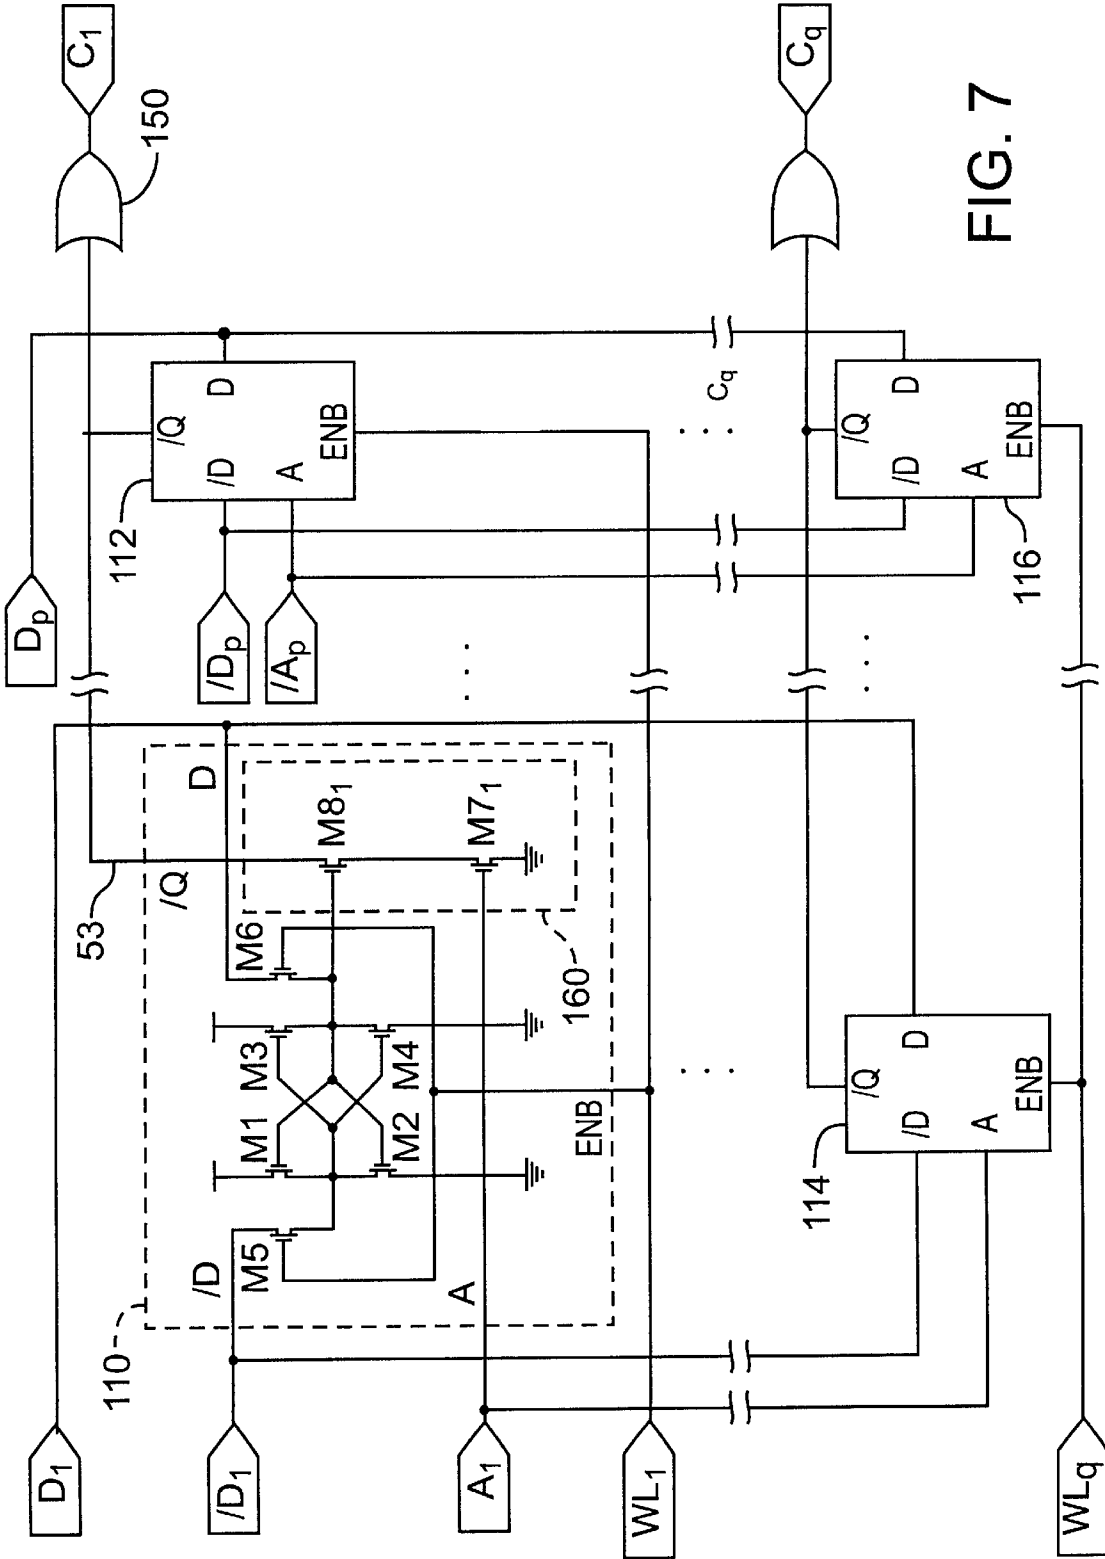 D1
/D1
A1
WL1
WLq
110
/D
M5
M1
M2
M3
M4
M6
A
ENB
/Q
D
M81
M71
160
53
Dp
/Dp
/Ap
112
/Q
/D
D
A
ENB
150
C1
114
/Q
/D
D
A
ENB
. . .
. . .
. . .
. . .
Cq
116
/Q
/D
D
A
ENB
Cq
FIG. 7